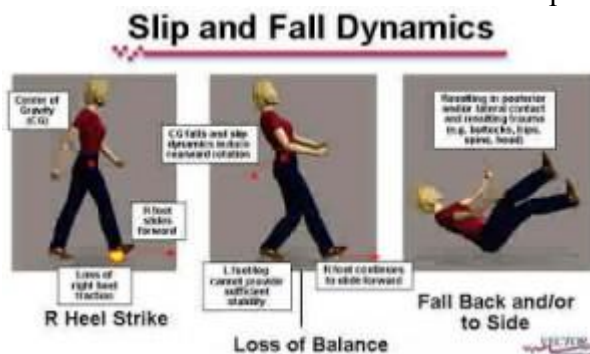 Slip and Fall Dynamics
Center of
Gravity
(CG)
R foot
slides
forward
Loss of
right heel
traction
R Heel Strike
CG falls and slip
dynamics induce
rearward rotation
L foot/leg
cannot provide
sufficient
stability
R foot continues
to slide forward
Loss of Balance
Resulting in posterior
and/or lateral contact
and resulting trauma
(e.g. buttocks, hips,
spine, head)
Fall Back and/or
to Side
VECTOR